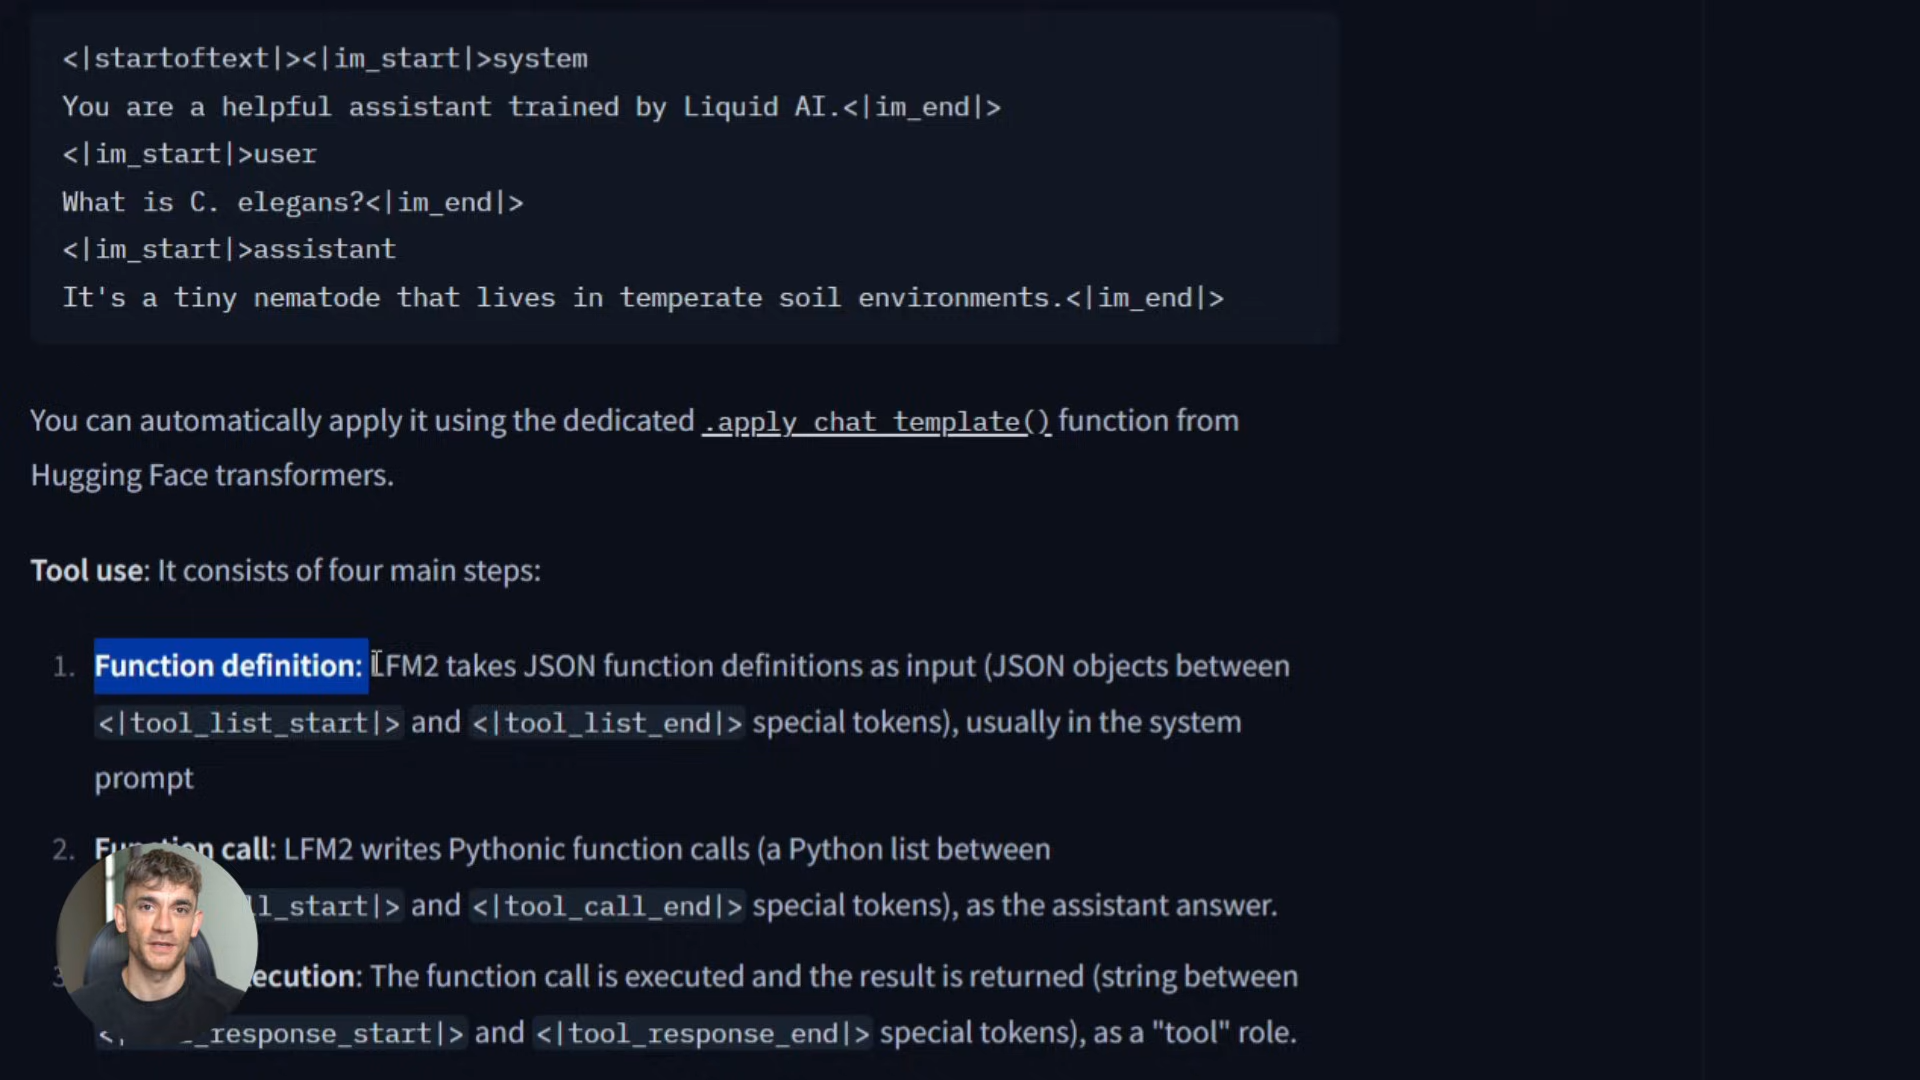 <|startoftext|><|im_start|>system
You are a helpful assistant trained by Liquid AI.<|im_end|>
<|im_start|>user
What is C. elegans?<|im_end|>
<|im_start|>assistant
It's a tiny nematode that lives in temperate soil environments.<|im_end|>
You can automatically apply it using the dedicated .apply_chat_template() function from
Hugging Face transformers.
Tool use: It consists of four main steps:
1. Function definition: LFM2 takes JSON function definitions as input (JSON objects between
<|tool_list_start|> and <|tool_list_end|> special tokens), usually in the system
prompt
2. Function call: LFM2 writes Pythonic function calls (a Python list between
ll_start|> and <|tool_call_end|> special tokens), as the assistant answer.
ecution: The function call is executed and the result is returned (string between
_response_start|> and <|tool_response_end|> special tokens), as a "tool" role.